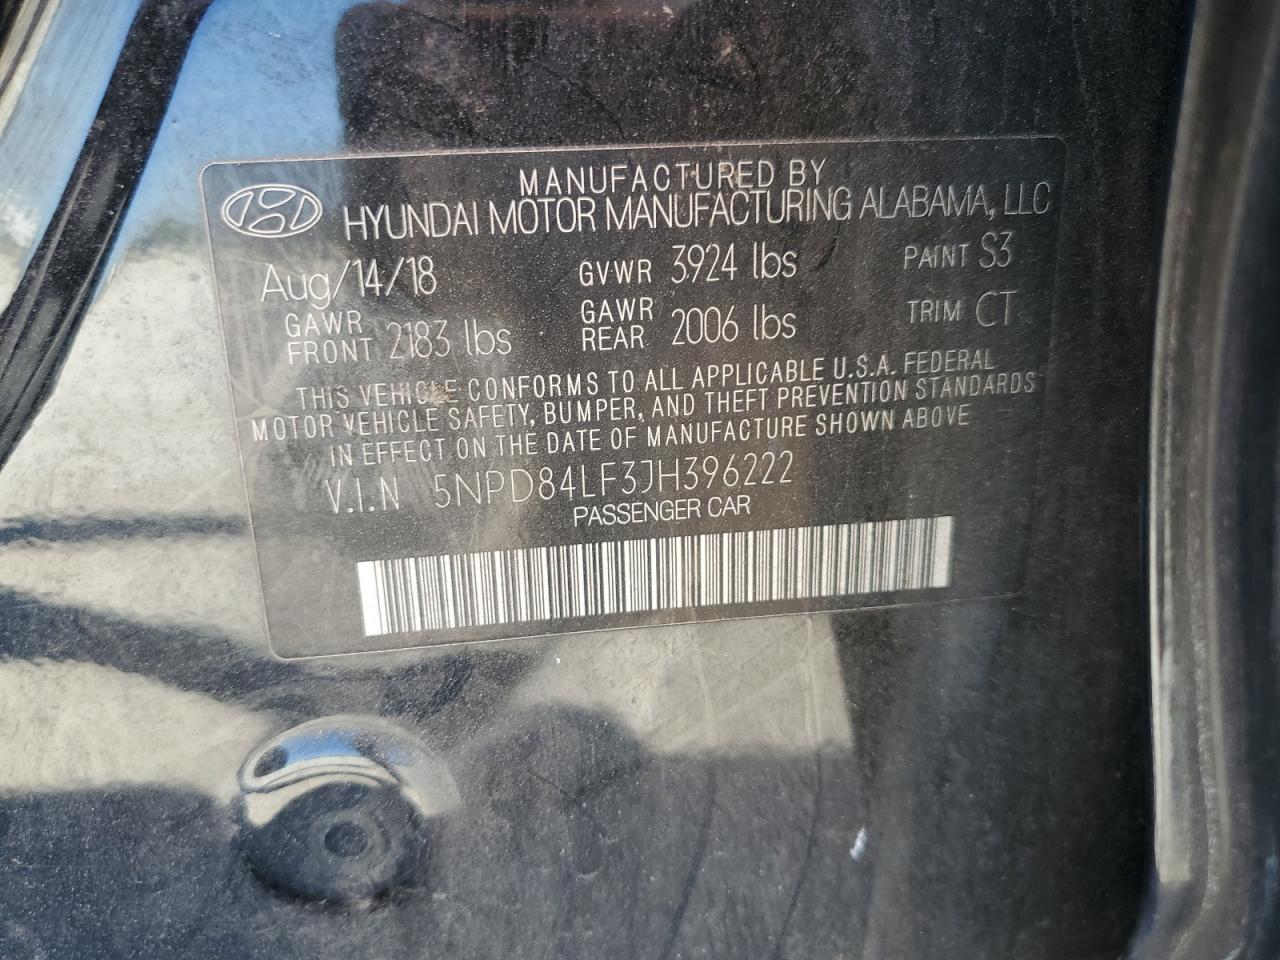 MANUFACTURED BY
HYUNDAI MOTOR MANUFACTURING ALABAMA, LLC
Aug/14/18 GVWR 3924 lbs PAINT S3
GAWR FRONT 2183 lbs GAWR REAR 2006 lbs TRIM CT
THIS VEHICLE CONFORMS TO ALL APPLICABLE U.S.A. FEDERAL
MOTOR VEHICLE SAFETY, BUMPER, AND THEFT PREVENTION STANDARDS
IN EFFECT ON THE DATE OF MANUFACTURE SHOWN ABOVE
V.I.N 5NPD84LF3JH396222
PASSENGER CAR